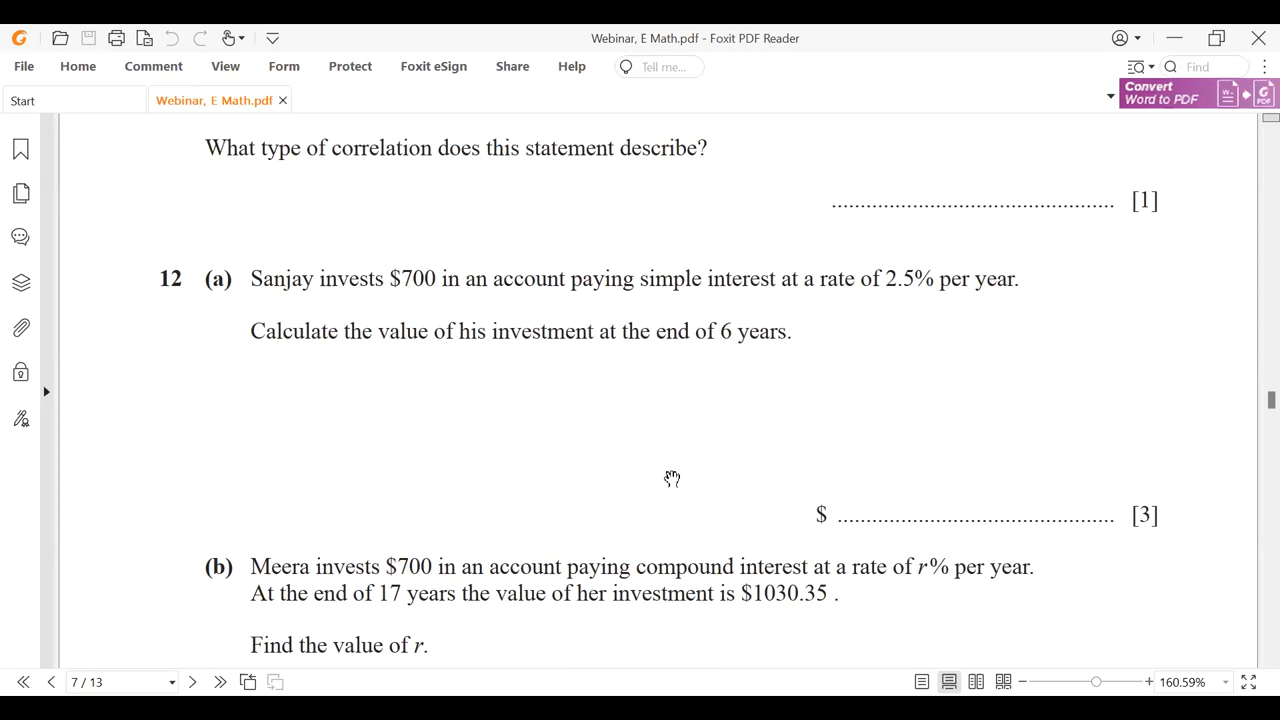 Webinar, E Math.pdf - Foxit PDF Reader
File Home Comment View Form Protect Foxit eSign Share Help Tell me... Find
Start Webinar, E Math.pdf Convert Word to PDF
What type of correlation does this statement describe?
............................................. [1]
12 (a) Sanjay invests $700 in an account paying simple interest at a rate of 2.5% per year.
Calculate the value of his investment at the end of 6 years.
$ ............................................ [3]
(b) Meera invests $700 in an account paying compound interest at a rate of r% per year.
At the end of 17 years the value of her investment is $1030.35 .
Find the value of r.
7 / 13 160.59%